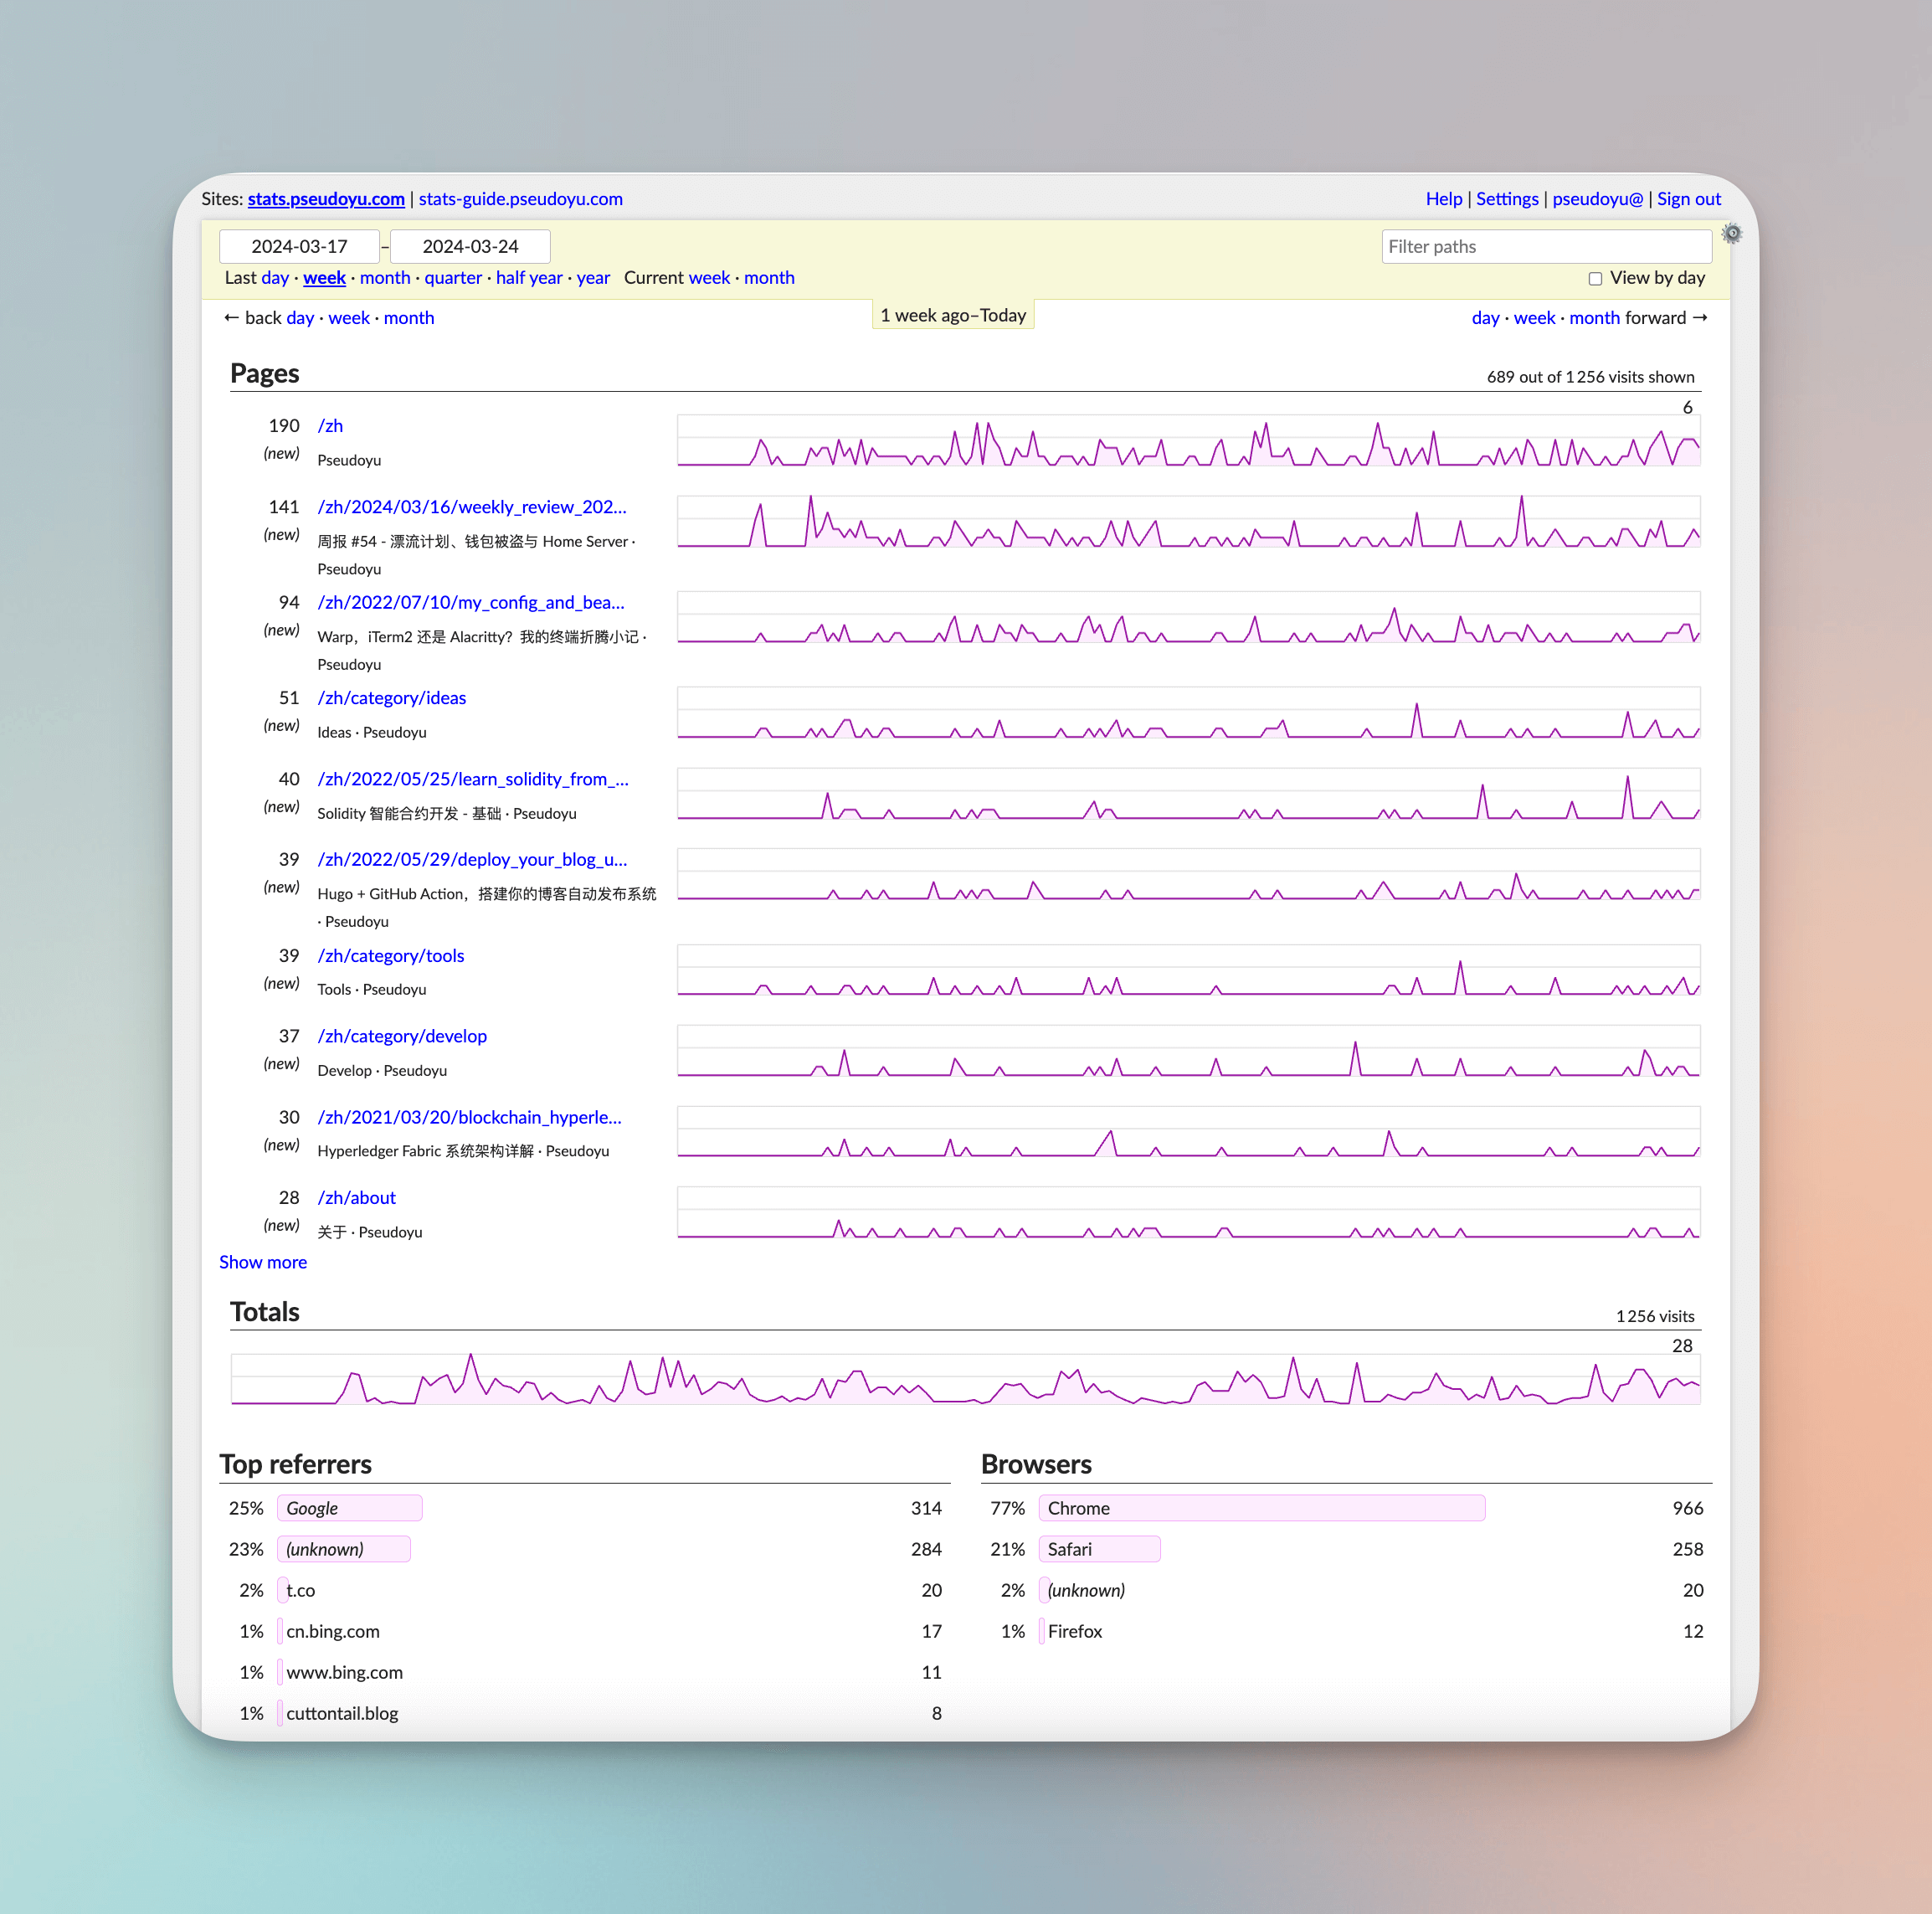 Sites: stats.pseudoyu.com | stats-guide.pseudoyu.com
Help | Settings | pseudoyu@ | Sign out
2024-03-17 – 2024-03-24
Filter paths
Last day · week · month · quarter · half year · year Current week · month
View by day
← back day · week · month
1 week ago–Today
day · week · month forward →
Pages
689 out of 1 256 visits shown
6
190 /zh
(new) Pseudoyu
141 /zh/2024/03/16/weekly_review_202...
(new) 周报 #54 - 漂流计划、钱包被盗与 Home Server ·
Pseudoyu
94 /zh/2022/07/10/my_config_and_bea...
(new) Warp，iTerm2 还是 Alacritty？我的终端折腾小记 ·
Pseudoyu
51 /zh/category/ideas
(new) Ideas · Pseudoyu
40 /zh/2022/05/25/learn_solidity_from_...
(new) Solidity 智能合约开发 - 基础 · Pseudoyu
39 /zh/2022/05/29/deploy_your_blog_u...
(new) Hugo + GitHub Action，搭建你的博客自动发布系统
· Pseudoyu
39 /zh/category/tools
(new) Tools · Pseudoyu
37 /zh/category/develop
(new) Develop · Pseudoyu
30 /zh/2021/03/20/blockchain_hyperle...
(new) Hyperledger Fabric 系统架构详解 · Pseudoyu
28 /zh/about
(new) 关于 · Pseudoyu
Show more
Totals
1 256 visits
28
Top referrers
25% Google 314
23% (unknown) 284
2% t.co 20
1% cn.bing.com 17
1% www.bing.com 11
1% cuttontail.blog 8
Browsers
77% Chrome 966
21% Safari 258
2% (unknown) 20
1% Firefox 12